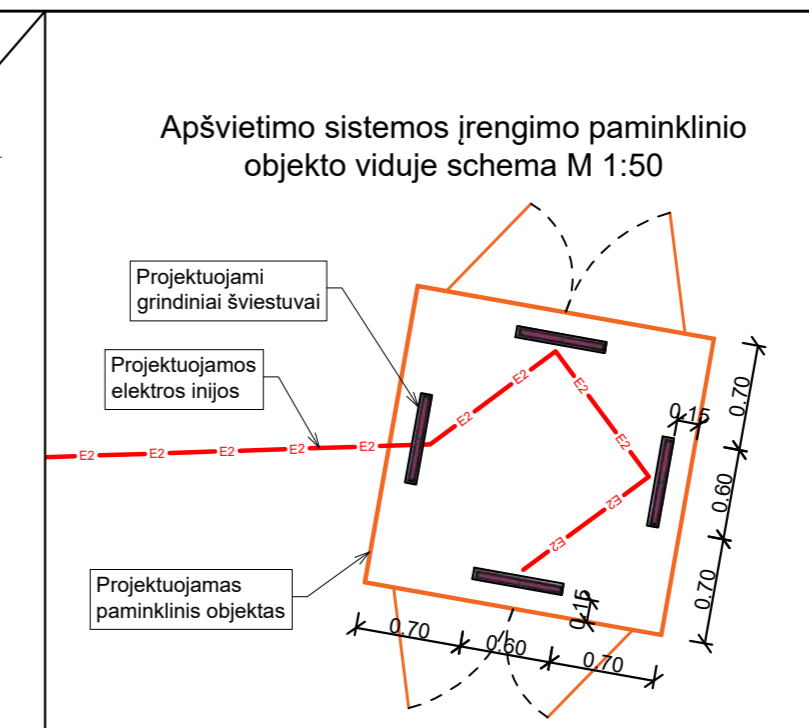 Apšvietimo sistemos įrengimo paminklinio
objekto viduje schema M 1:50
Projektuojami
grindiniai šviestuvai
Projektuojamos
elektros inijos
E2
E2
E2
E2
E2
E2
E2
E2
E2
E2
E2
E2
0.15
0.70
0.60
0.70
Projektuojamas
paminklinis objektas
0.15
0.70
0.60
0.70